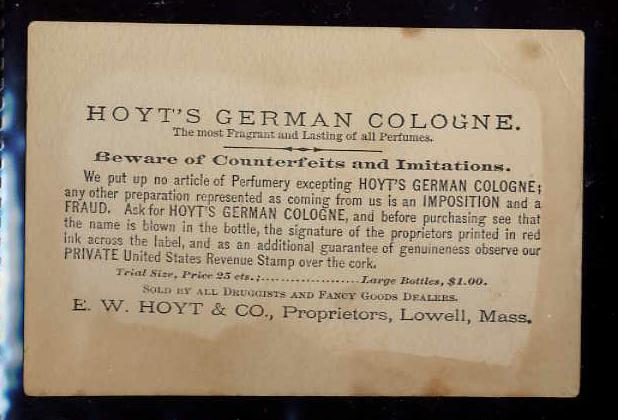 HOYT'S GERMAN COLOGNE.
The most Fragrant and Lasting of all Perfumes.
Beware of Counterfeits and Imitations.
We put up no article of Perfumery excepting HOYT'S GERMAN COLOGNE;
any other preparation represented as coming from us is an IMPOSITION and a
FRAUD. Ask for HOYT'S GERMAN COLOGNE, and before purchasing see that
the name is blown in the bottle, the signature of the proprietors printed in red
ink across the label, and as an additional guarantee of genuineness observe our
PRIVATE United States Revenue Stamp over the cork.
Trial Size, Price 25 cts.;......................Large Bottles, $1.00.
SOLD BY ALL DRUGGISTS AND FANCY GOODS DEALERS.
E. W. HOYT & CO., Proprietors, Lowell, Mass.